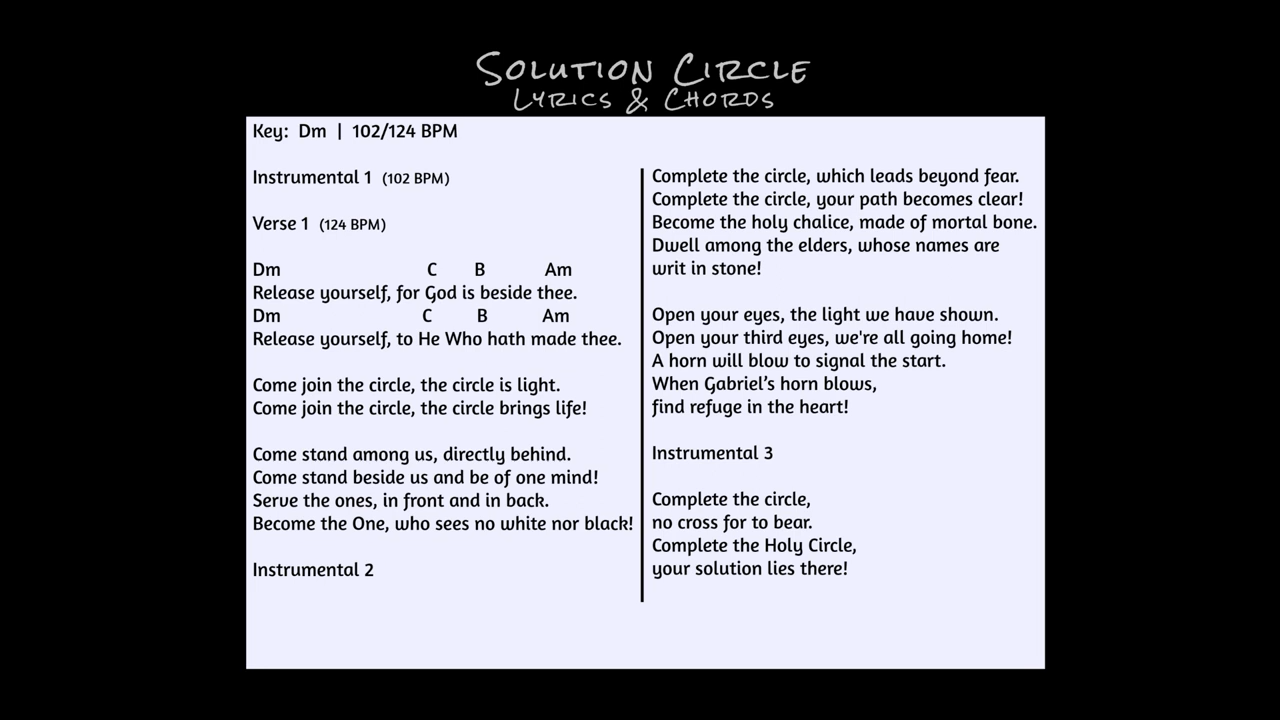 Solution Circle
Lyrics & Chords
Key: Dm | 102/124 BPM
Instrumental 1 (102 BPM)
Verse 1 (124 BPM)
Dm C B Am
Release yourself, for God is beside thee.
Dm C B Am
Release yourself, to He Who hath made thee.
Come join the circle, the circle is light.
Come join the circle, the circle brings life!
Come stand among us, directly behind.
Come stand beside us and be of one mind!
Serve the ones, in front and in back.
Become the One, who sees no white nor black!
Instrumental 2
Complete the circle, which leads beyond fear.
Complete the circle, your path becomes clear!
Become the holy chalice, made of mortal bone.
Dwell among the elders, whose names are
writ in stone!
Open your eyes, the light we have shown.
Open your third eyes, we're all going home!
A horn will blow to signal the start.
When Gabriel’s horn blows,
find refuge in the heart!
Instrumental 3
Complete the circle,
no cross for to bear.
Complete the Holy Circle,
your solution lies there!